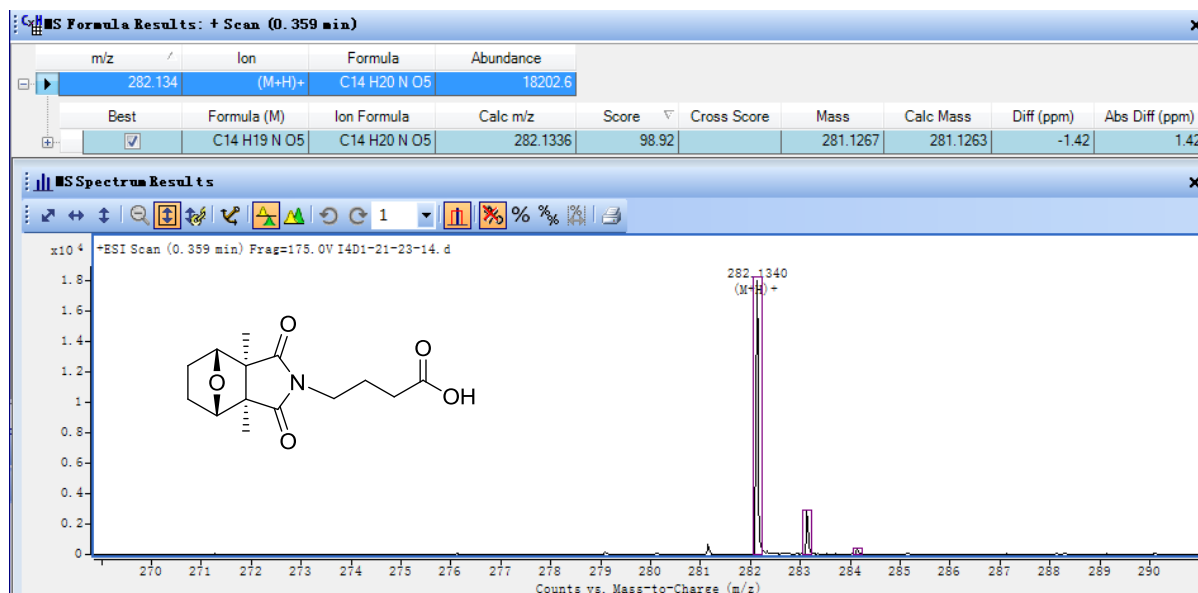 MS Formula Results: + Scan (0.359 min)
m/z Ion Formula Abundance
282.134 (M+H)+ C14 H20 N O5 18202.6
Best Formula (M) Ion Formula Calc m/z Score Cross Score Mass Calc Mass Diff (ppm) Abs Diff (ppm)
C14 H19 N O5 C14 H20 N O5 282.1336 98.92 281.1267 281.1263 -1.42 1.42
MS Spectrum Results
1 % %
x10 4 +ESI Scan (0.359 min) Frag=175.0V I4D1-21-23-14.d
282.1340
(M+H)+
1.8
1.6
1.4
1.2
1
0.8
0.6
0.4
0.2
0
O
O
O
N
OH
O
270 271 272 273 274 275 276 277 278 279 280 281 282 283 284 285 286 287 288 289 290
Counts vs. Mass-to-Charge (m/z)